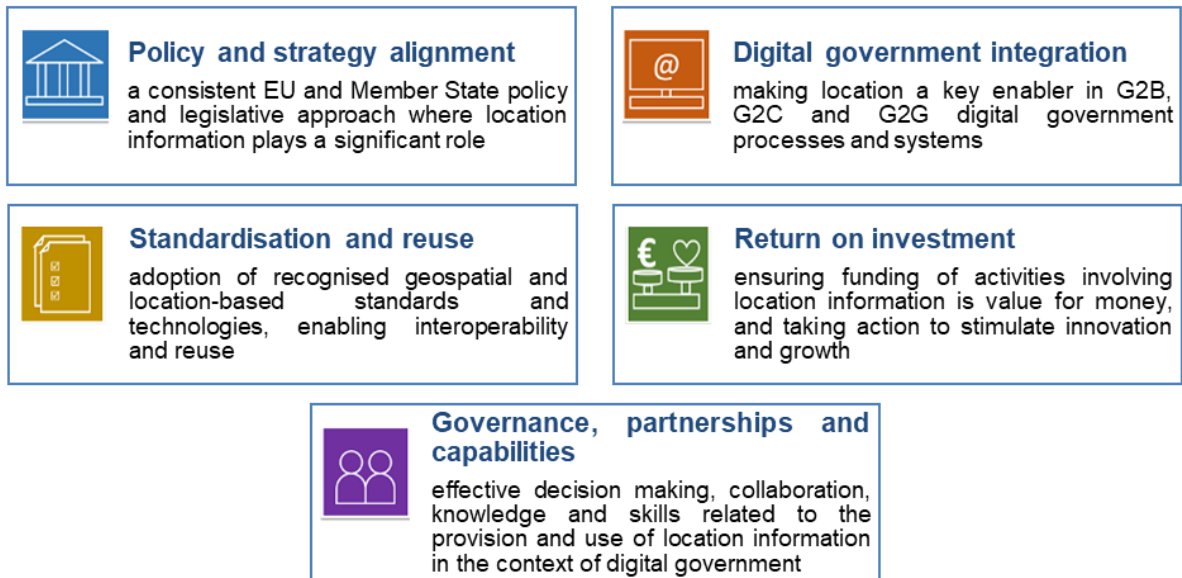 Policy and strategy alignment
a consistent EU and Member State policy
and legislative approach where location
information plays a significant role
@
Digital government integration
making location a key enabler in G2B,
G2C and G2G digital government
processes and systems
Standardisation and reuse
adoption of recognised geospatial and
location-based standards and
technologies, enabling interoperability
and reuse
€
Return on investment
ensuring funding of activities involving
location information is value for money,
and taking action to stimulate innovation
and growth
Governance, partnerships and
capabilities
effective decision making, collaboration,
knowledge and skills related to the
provision and use of location information
in the context of digital government